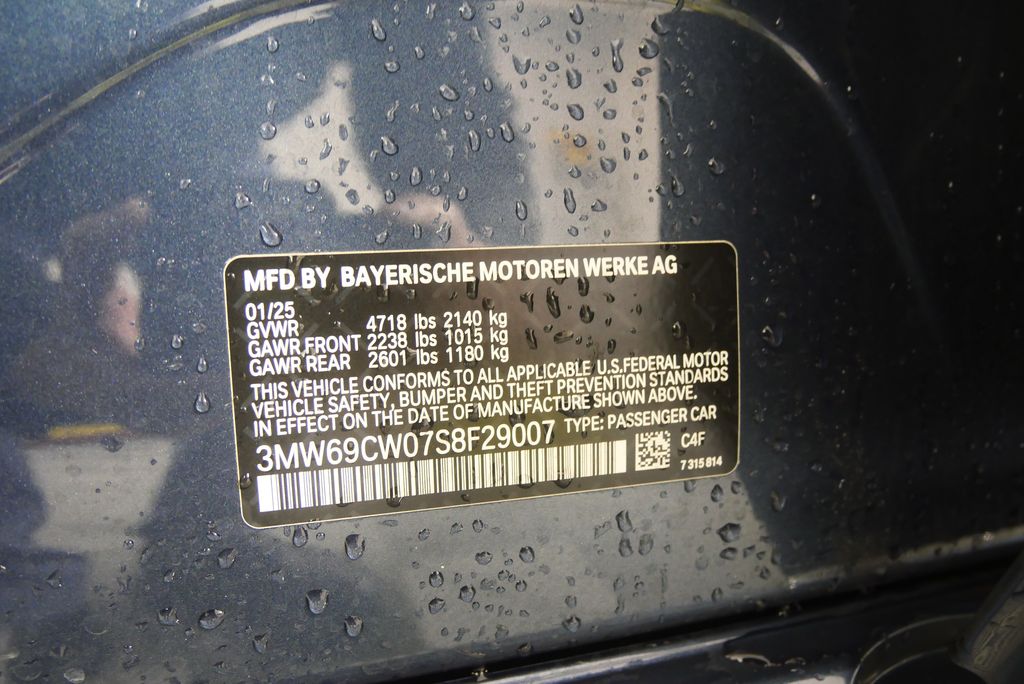 MFD BY BAYERISCHE MOTOREN WERKE AG
01/25
GVWR 4718 lbs 2140 kg
GAWR FRONT 2238 lbs 1015 kg
GAWR REAR 2601 lbs 1180 kg
THIS VEHICLE CONFORMS TO ALL APPLICABLE U.S.FEDERAL MOTOR
VEHICLE SAFETY, BUMPER AND THEFT PREVENTION STANDARDS
IN EFFECT ON THE DATE OF MANUFACTURE SHOWN ABOVE.
3MW69CW07S8F29007 TYPE: PASSENGER CAR
C4F
7 315 814